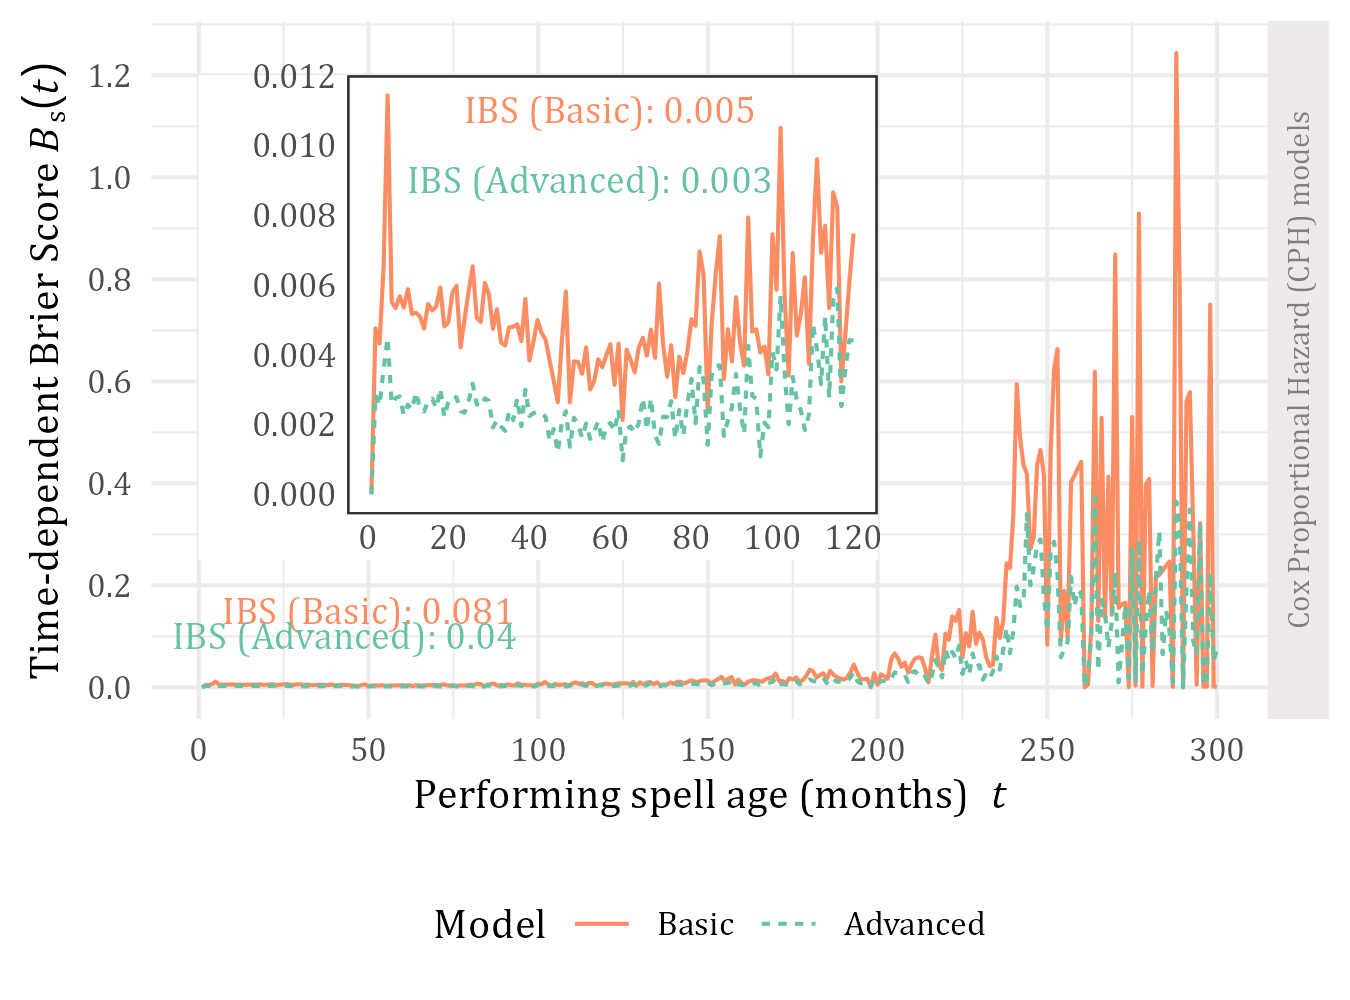 Time-dependent Brier Score Bs(t)
1.2
1.0
0.8
0.6
0.4
0.2
0.0
0.012
0.010
0.008
0.006
0.004
0.002
0.000
IBS (Basic): 0.005
IBS (Advanced): 0.003
0 20 40 60 80 100 120
IBS (Basic): 0.081
IBS (Advanced): 0.04
0 50 100 150 200 250 300
Performing spell age (months) t
Cox Proportional Hazard (CPH) models
Model Basic Advanced